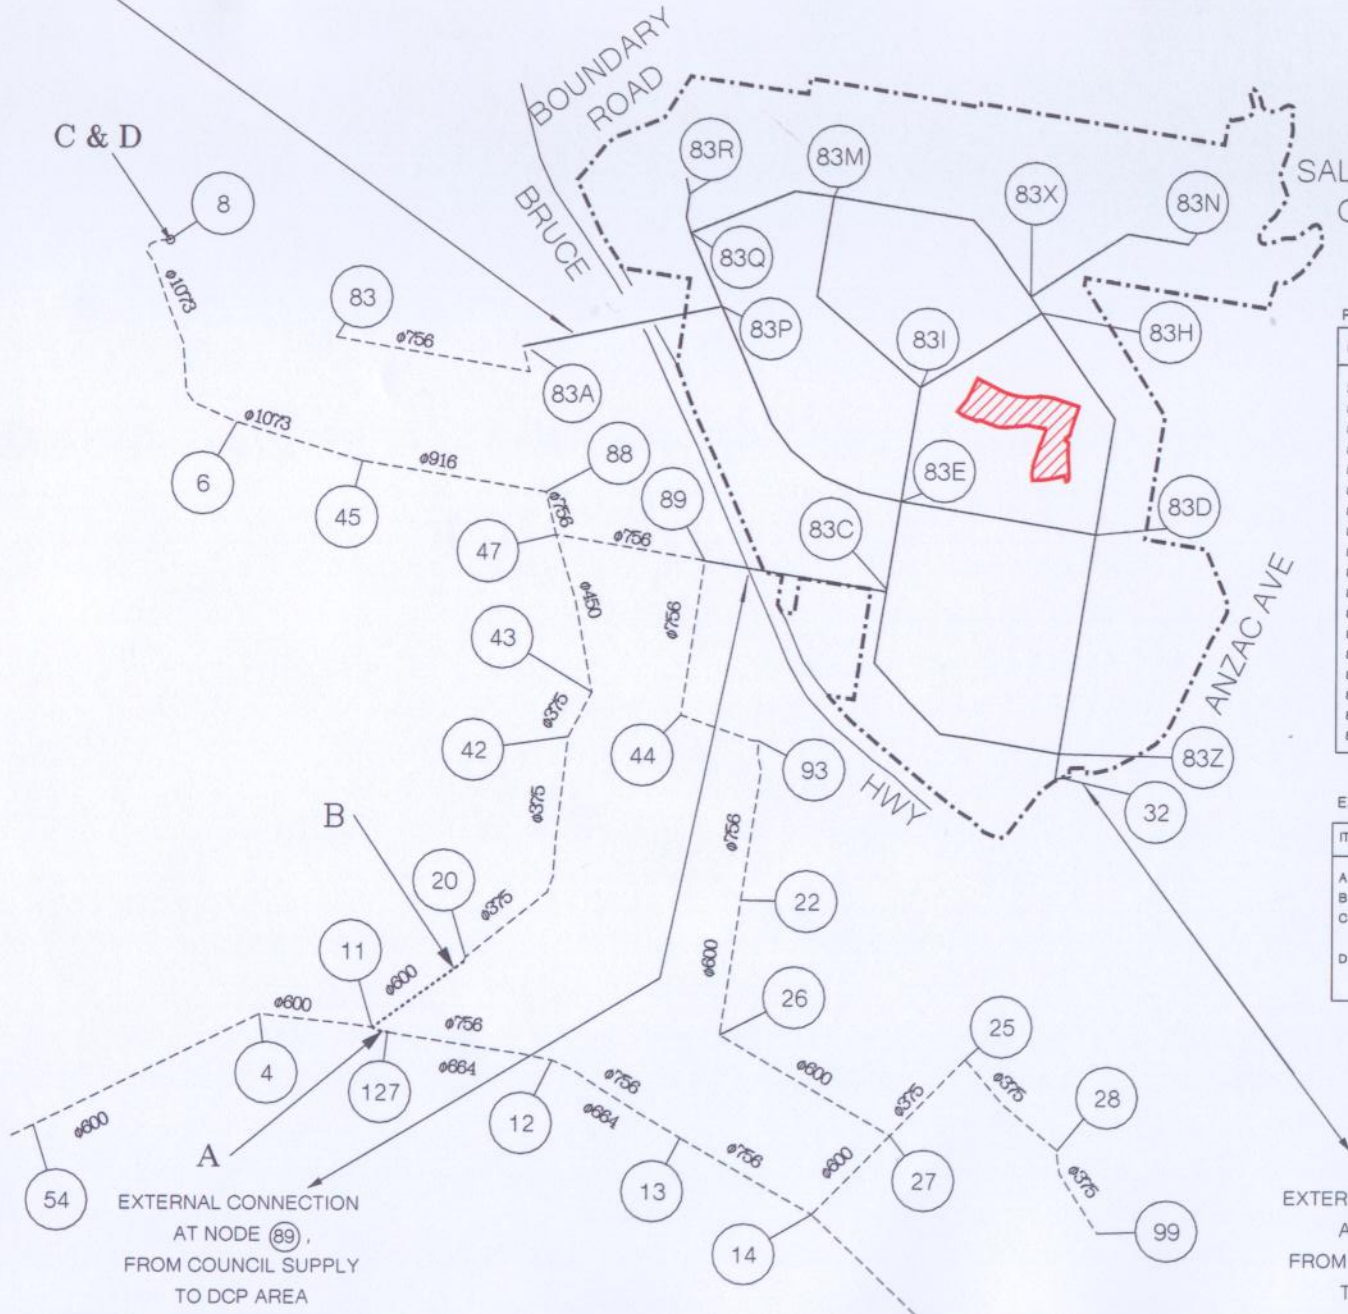 BOUNDARY
ROAD
C & D
83R
83M
8
BRUCE
83X
83N
SAL
83Q
ø1073
83
83P
ø756
83I
83H
83A
ø1073
88
ø916
6
45
89
83E
83D
ø756
83C
47
ø756
ø450
ø756
43
ANZAC AVE
ø375
42
44
93
83Z
HWY
32
B
ø375
ø756
20
ø375
22
11
ø600
ø600
ø600
26
ø756
25
4
127
ø664
ø756
ø600
ø375
ø375
28
12
ø664
ø600
A
ø756
ø600
ø375
54
13
27
14
99
EXTERNAL CONNECTION
AT NODE 89,
FROM COUNCIL SUPPLY
TO DCP AREA
EXTER
A
FROM
T
E
IT
A
B
C
D